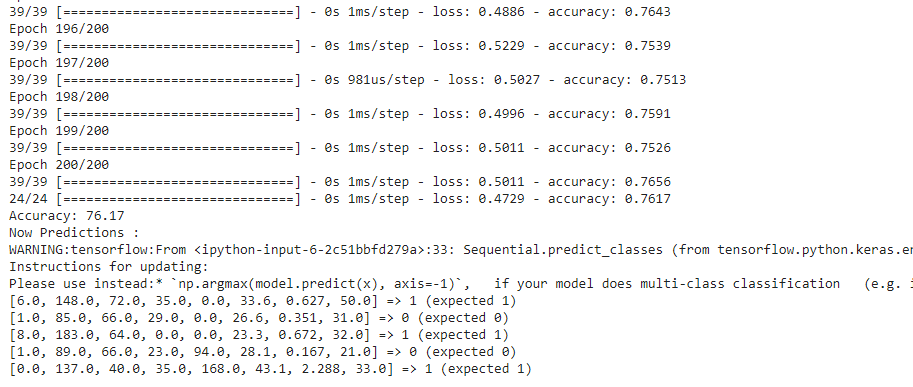 39/39 [==============================] - 0s 1ms/step - loss: 0.4886 - accuracy: 0.7643
Epoch 196/200
39/39 [==============================] - 0s 1ms/step - loss: 0.5229 - accuracy: 0.7539
Epoch 197/200
39/39 [==============================] - 0s 981us/step - loss: 0.5027 - accuracy: 0.7513
Epoch 198/200
39/39 [==============================] - 0s 1ms/step - loss: 0.4996 - accuracy: 0.7591
Epoch 199/200
39/39 [==============================] - 0s 1ms/step - loss: 0.5011 - accuracy: 0.7526
Epoch 200/200
39/39 [==============================] - 0s 1ms/step - loss: 0.5011 - accuracy: 0.7656
24/24 [==============================] - 0s 1ms/step - loss: 0.4729 - accuracy: 0.7617
Accuracy: 76.17
Now Predictions :
WARNING:tensorflow:From <ipython-input-6-2c51bbfd279a>:33: Sequential.predict_classes (from tensorflow.python.keras.en
Instructions for updating:
Please use instead:* `np.argmax(model.predict(x), axis=-1)`,   if your model does multi-class classification   (e.g. i
[6.0, 148.0, 72.0, 35.0, 0.0, 33.6, 0.627, 50.0] => 1 (expected 1)
[1.0, 85.0, 66.0, 29.0, 0.0, 26.6, 0.351, 31.0] => 0 (expected 0)
[8.0, 183.0, 64.0, 0.0, 0.0, 23.3, 0.672, 32.0] => 1 (expected 1)
[1.0, 89.0, 66.0, 23.0, 94.0, 28.1, 0.167, 21.0] => 0 (expected 0)
[0.0, 137.0, 40.0, 35.0, 168.0, 43.1, 2.288, 33.0] => 1 (expected 1)